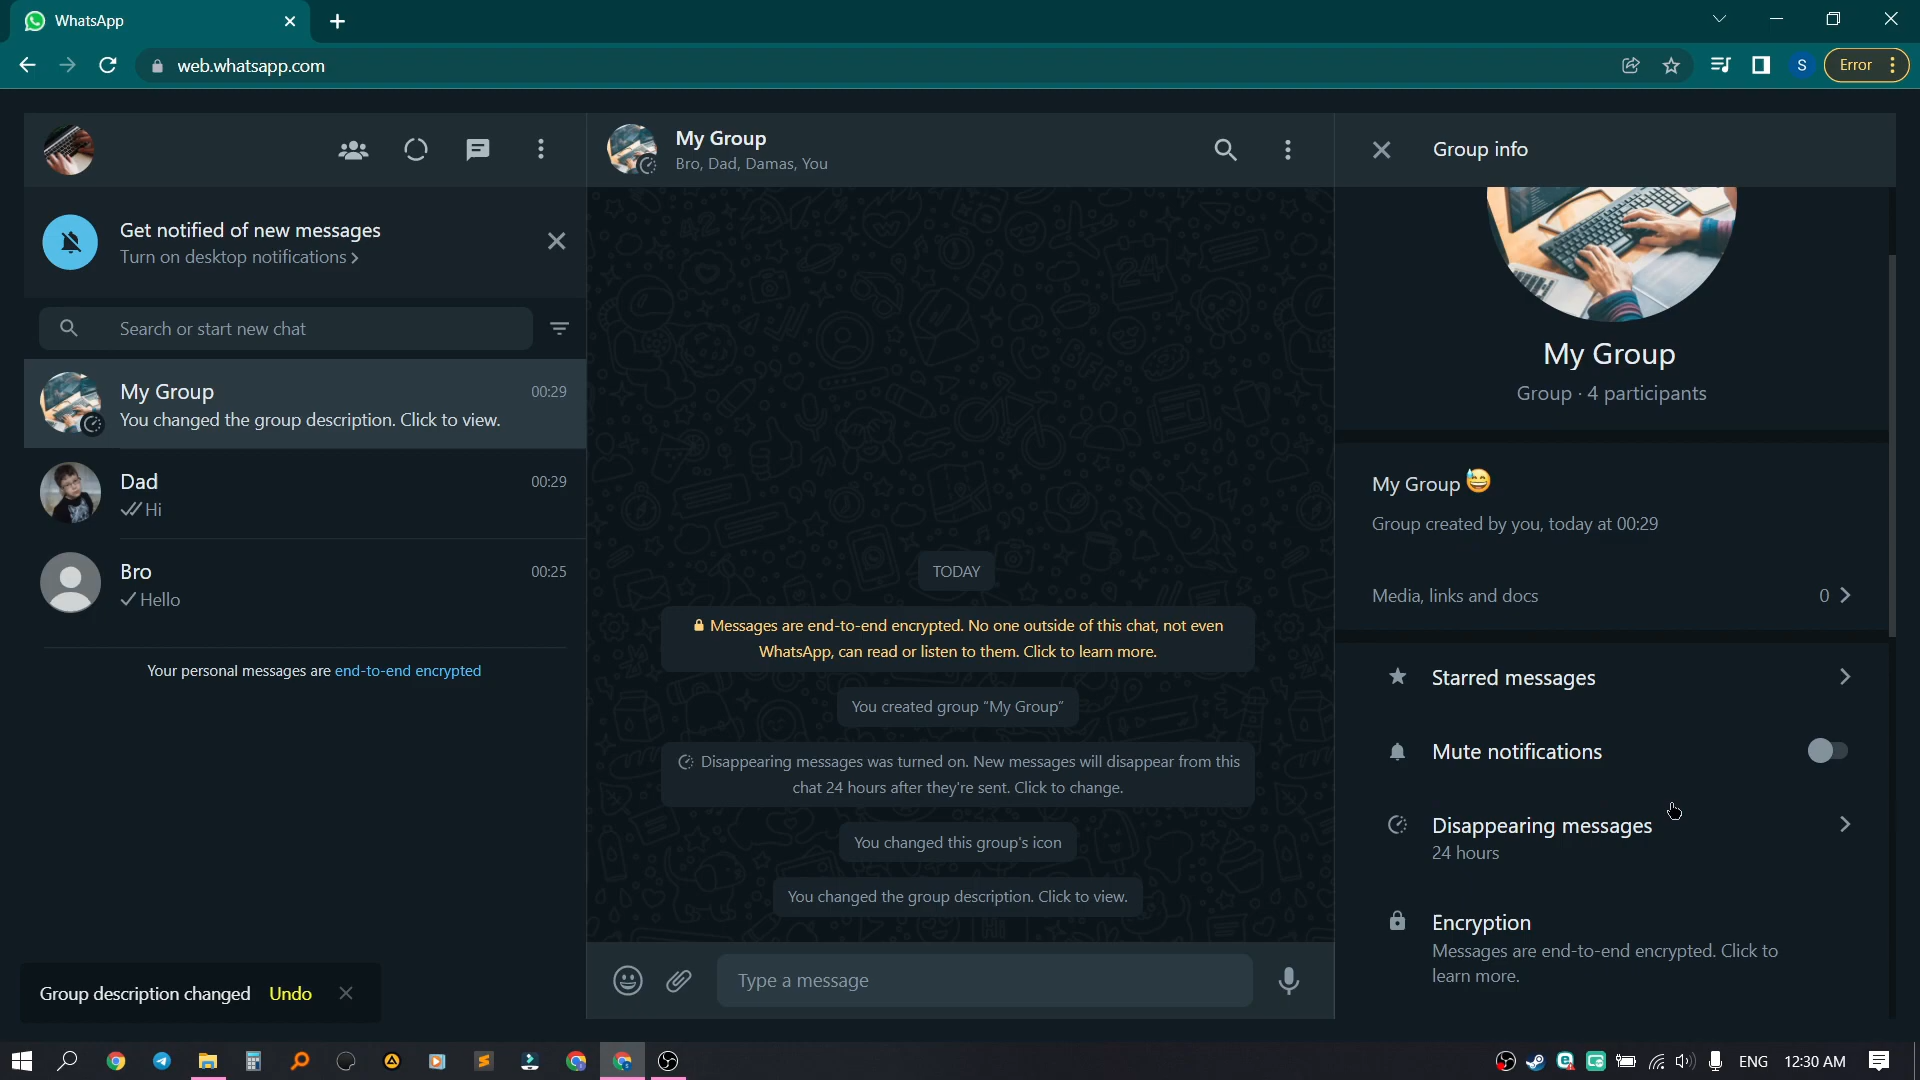 WhatsApp
web.whatsapp.com
S
Error
My Group
Bro, Dad, Damas, You
Group info
Get notified of new messages
Turn on desktop notifications
Search or start new chat
My Group
00:29
You changed the group description. Click to view.
Dad
00:29
Hi
Bro
00:25
Hello
Your personal messages are end-to-end encrypted
TODAY
Messages are end-to-end encrypted. No one outside of this chat, not even
WhatsApp, can read or listen to them. Click to learn more.
You created group "My Group"
Disappearing messages was turned on. New messages will disappear from this
chat 24 hours after they're sent. Click to change.
You changed this group's icon
You changed the group description. Click to view.
Type a message
My Group
Group · 4 participants
My Group 😅
Group created by you, today at 00:29
Media, links and docs
0
Starred messages
Mute notifications
Disappearing messages
24 hours
Encryption
Messages are end-to-end encrypted. Click to
learn more.
Group description changed Undo
ENG
12:30 AM